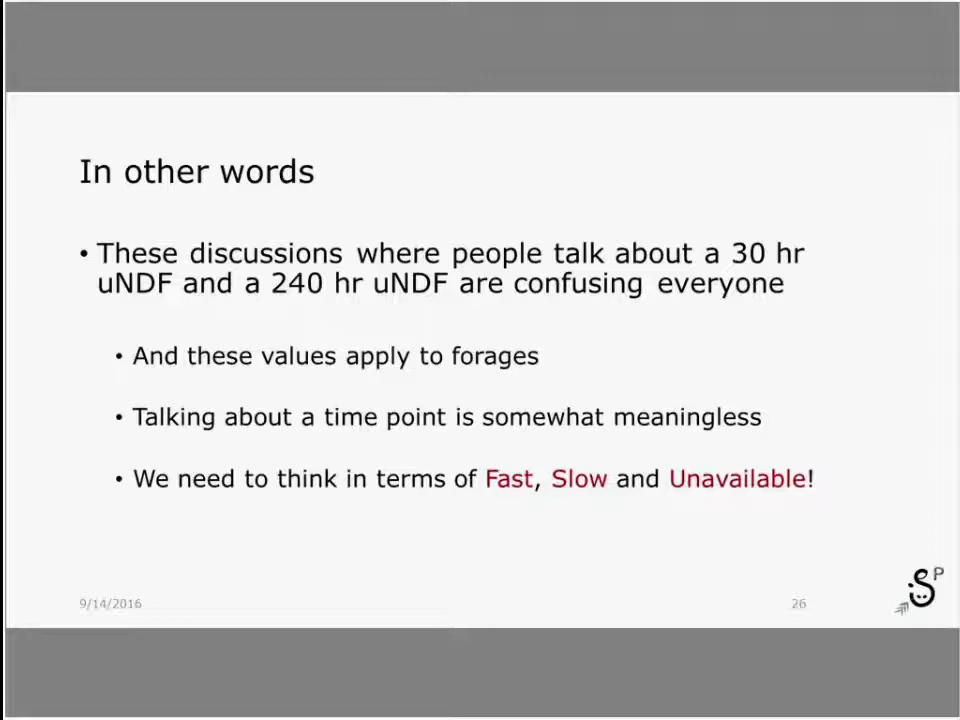 In other words
• These discussions where people talk about a 30 hr
uNDF and a 240 hr uNDF are confusing everyone
• And these values apply to forages
• Talking about a time point is somewhat meaningless
• We need to think in terms of Fast, Slow and Unavailable!
9/14/2016
26
S P